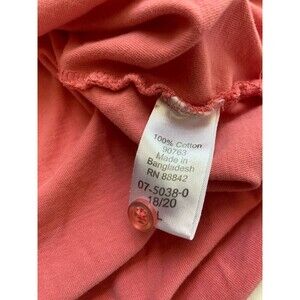 100% Cotton
90763
Made in
Bangladesh
RN 88842
07-5038-0
18/20
L